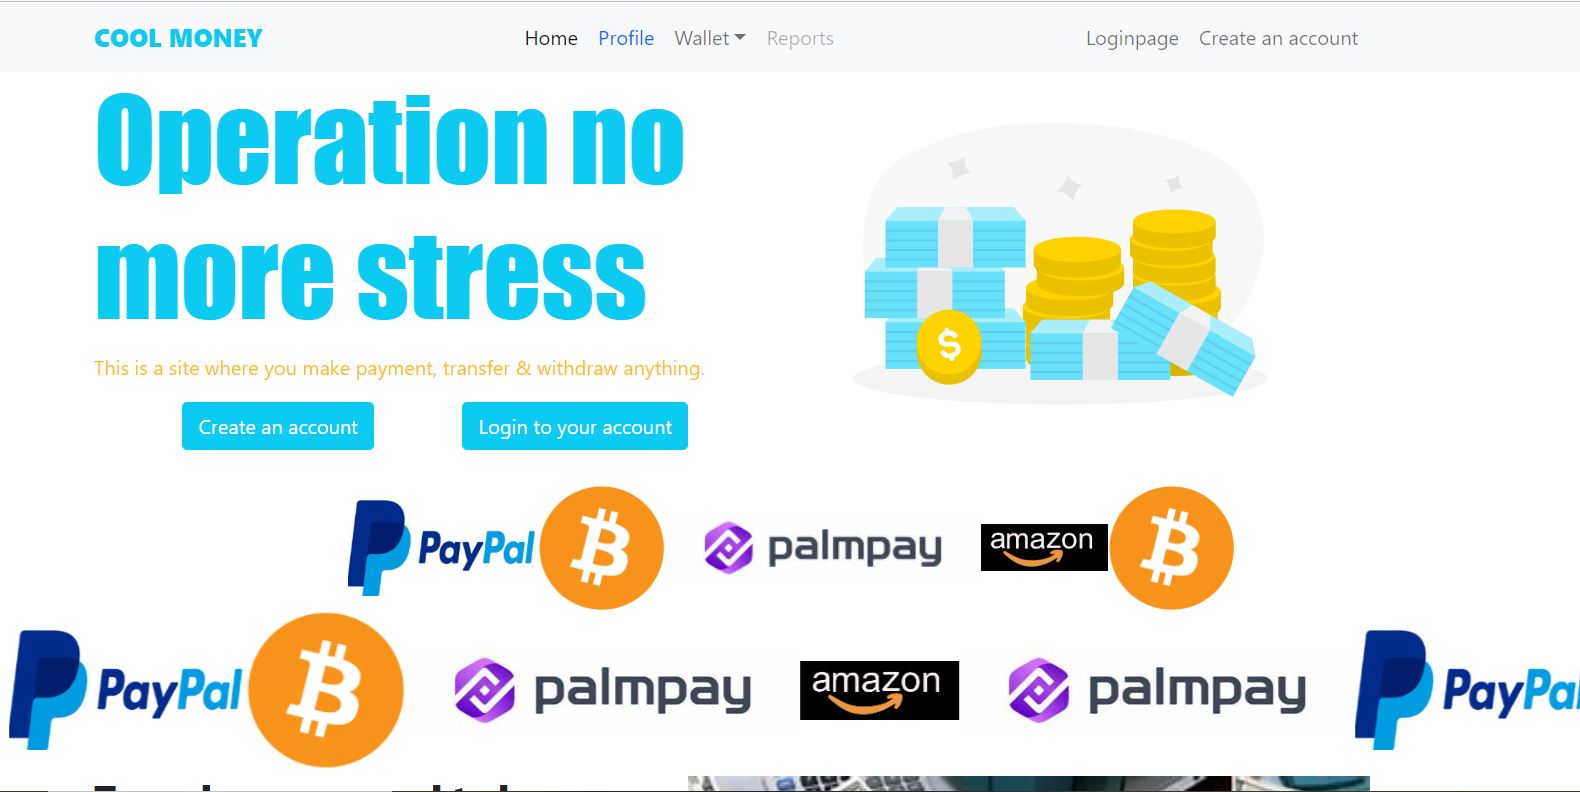 COOL MONEY Home Profile Wallet Reports Loginpage Create an account
Operation no
more stress
This is a site where you make payment, transfer & withdraw anything.
Create an account Login to your account
$
PayPal palmpay amazon
PayPal palmpay amazon palmpay PayPal